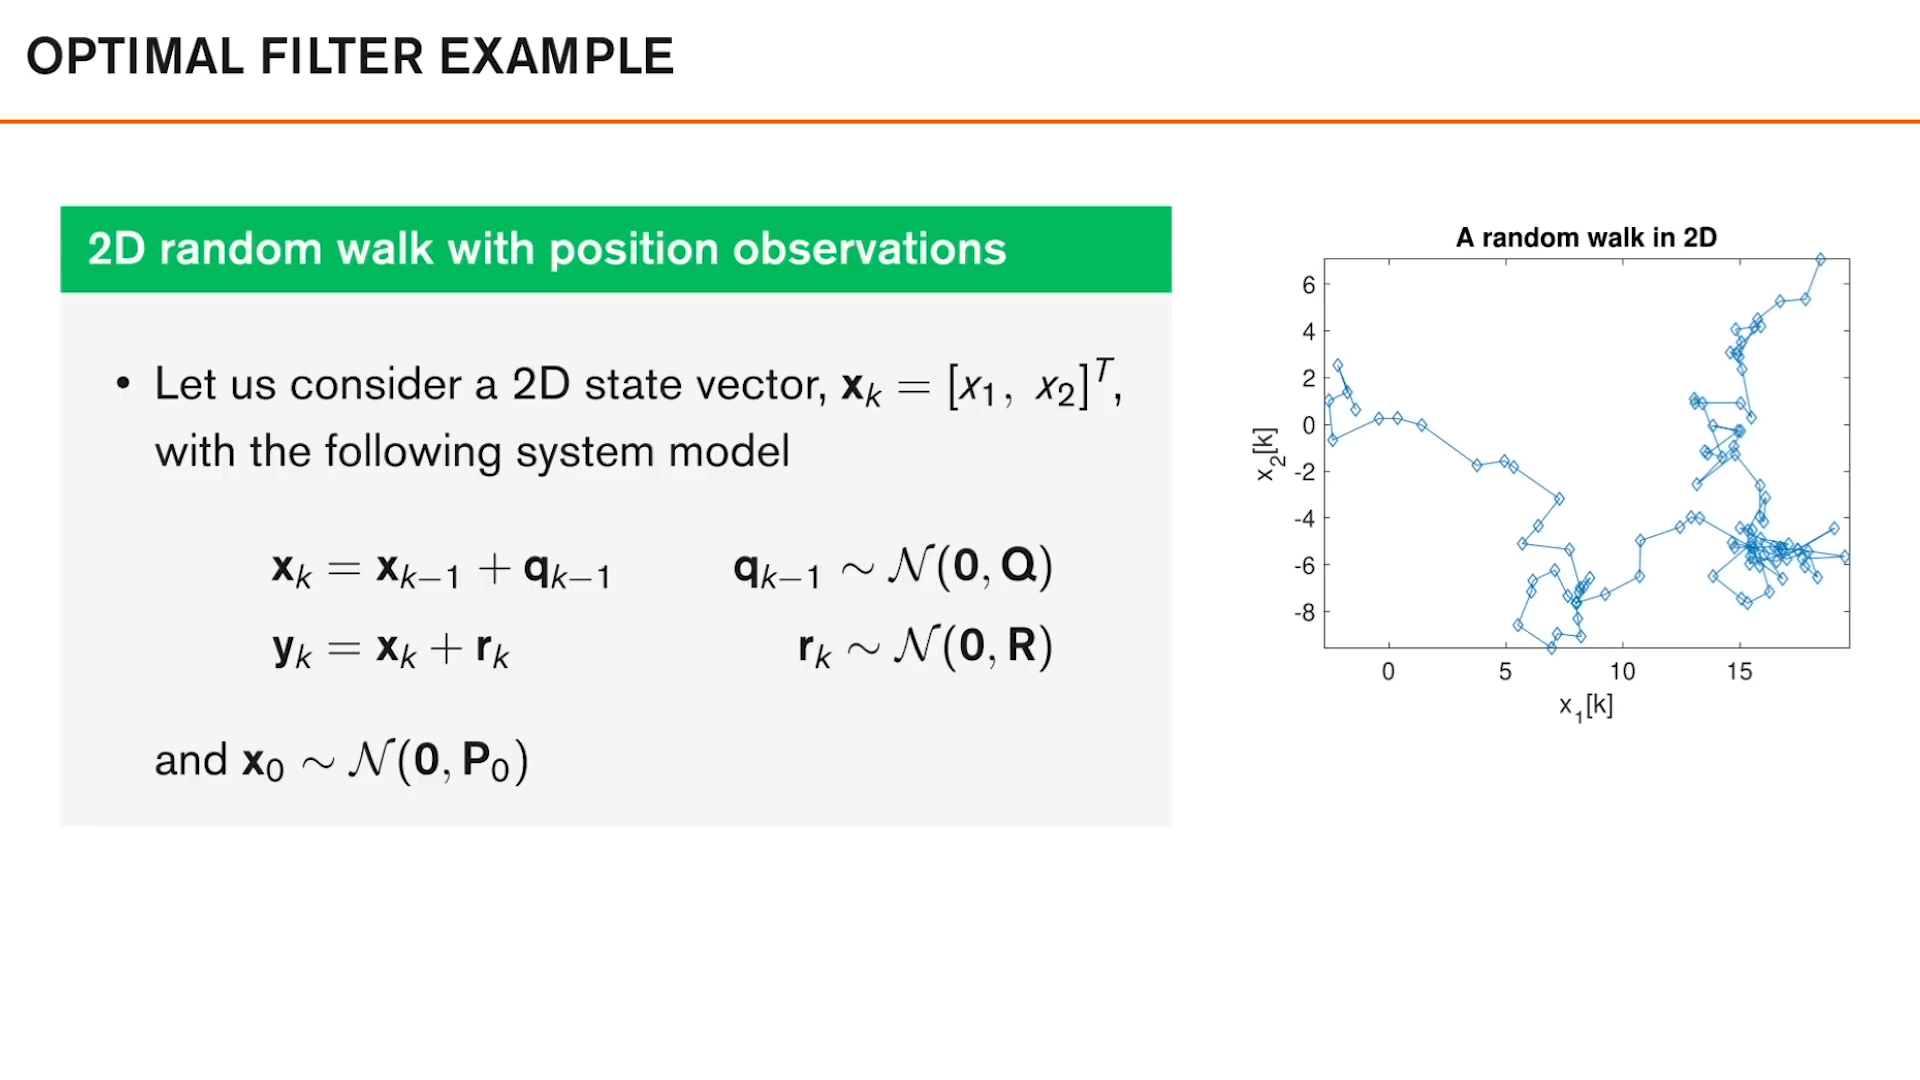 OPTIMAL FILTER EXAMPLE
2D random walk with position observations
• Let us consider a 2D state vector, 𝐱ₖ = [x₁, x₂]ᵀ,
with the following system model
𝐱ₖ = 𝐱ₖ₋₁ + 𝐪ₖ₋₁ 𝐪ₖ₋₁ ∼ 𝒩(𝟎, 𝐐)
𝐲ₖ = 𝐱ₖ + 𝐫ₖ 𝐫ₖ ∼ 𝒩(𝟎, 𝐑)
and 𝐱₀ ∼ 𝒩(𝟎, 𝐏₀)
A random walk in 2D
6
4
2
0
-2
-4
-6
-8
x₂[k]
0 5 10 15
x₁[k]